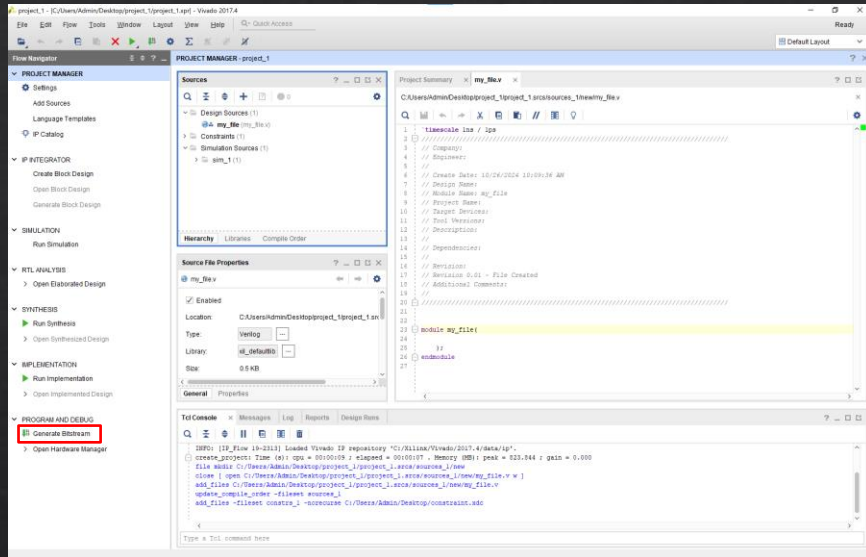 project_1 - [C:/Users/Admin/Desktop/project_1/project_1.xpr] - Vivado 2017.4
File Edit Flow Tools Window Layout View Help Quick Access
Ready
Default Layout
Flow Navigator
PROJECT MANAGER - project_1
PROJECT MANAGER
Settings
Add Sources
Language Templates
IP Catalog
IP INTEGRATOR
Create Block Design
Open Block Design
Generate Block Design
SIMULATION
Run Simulation
RTL ANALYSIS
Open Elaborated Design
SYNTHESIS
Run Synthesis
Open Synthesized Design
IMPLEMENTATION
Run Implementation
Open Implemented Design
PROGRAM AND DEBUG
Generate Bitstream
Open Hardware Manager
Sources
Design Sources (1)
my_file (my_file.v)
Constraints (1)
Simulation Sources (1)
sim_1 (1)
Hierarchy Libraries Compile Order
Source File Properties
my_file.v
Enabled
Location: C:/Users/Admin/Desktop/project_1/project_1.src
Type: Verilog
Library: xil_defaultlib
Size: 0.5 KB
General Properties
Project Summary my_file.v
C:/Users/Admin/Desktop/project_1/project_1.srcs/sources_1/new/my_file.v
1 `timescale 1ns / 1ps
2 //////////////////////////////////////////////////////////////////////////////////
3 // Company:
4 // Engineer:
5 //
6 // Create Date: 10/26/2024 10:09:36 AM
7 // Design Name:
8 // Module Name: my_file
9 // Project Name:
10 // Target Devices:
11 // Tool Versions:
12 // Description:
13 //
14 // Dependencies:
15 //
16 // Revision:
17 // Revision 0.01 - File Created
18 // Additional Comments:
19 //
20 //////////////////////////////////////////////////////////////////////////////////
21
22
23 module my_file(
24
25 );
26 endmodule
27
Tcl Console Messages Log Reports Design Runs
INFO: [IP_Flow 19-2313] Loaded Vivado IP repository 'C:/Xilinx/Vivado/2017.4/data/ip'.
create_project: Time (s): cpu = 00:00:09 ; elapsed = 00:00:07 . Memory (MB): peak = 823.844 ; gain = 0.000
file mkdir C:/Users/Admin/Desktop/project_1/project_1.srcs/sources_1/new
close [ open C:/Users/Admin/Desktop/project_1/project_1.srcs/sources_1/new/my_file.v w ]
add_files C:/Users/Admin/Desktop/project_1/project_1.srcs/sources_1/new/my_file.v
update_compile_order -fileset sources_1
add_files -fileset constrs_1 -norecurse C:/Users/Admin/Desktop/constraint.xdc
Type a Tcl command here